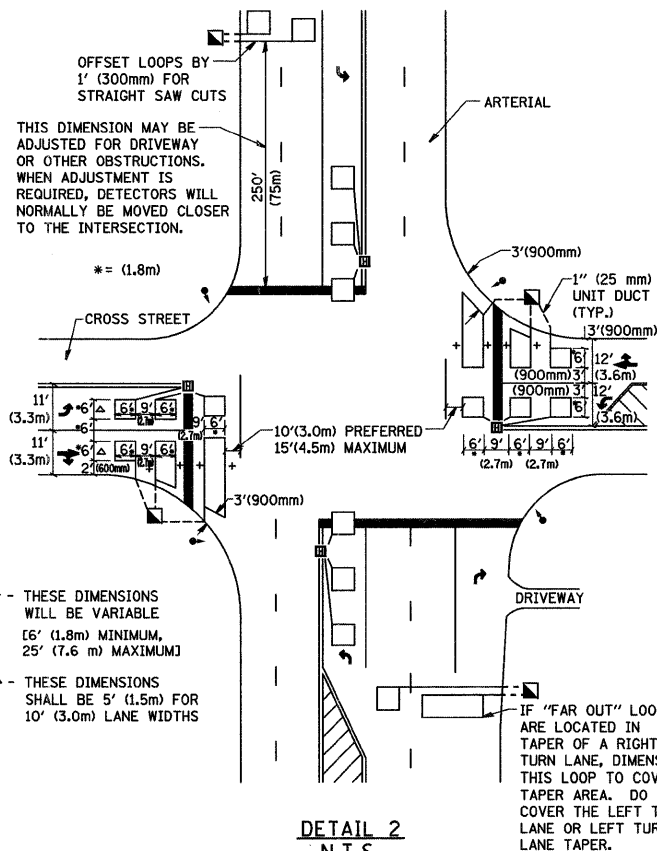 OFFSET LOOPS BY
1' (300mm) FOR
STRAIGHT SAW CUTS
ARTERIAL
THIS DIMENSION MAY BE
ADJUSTED FOR DRIVEWAY
OR OTHER OBSTRUCTIONS.
WHEN ADJUSTMENT IS
REQUIRED, DETECTORS WILL
NORMALLY BE MOVED CLOSER
TO THE INTERSECTION.
250'
(75m)
*= (1.8m)
3'(900mm)
1" (25 mm)
UNIT DUCT
(TYP.)
CROSS STREET
3'(900mm)
6'
12'
(3.6m)
(900mm) 3'
(900mm) 3'
12'
(3.6m)
6'
6' 9' 6' 9' 6'
(2.7m) (2.7m)
11'
(3.3m)
*6'
6' 9' 6'
(2.7m)
*6'
(2.7m)
9' 6'
11'
(3.3m)
*6'
6' 9' 6'
(2.7m)
2' (600mm)
10'(3.0m) PREFERRED
15'(4.5m) MAXIMUM
3'(900mm)
- THESE DIMENSIONS
WILL BE VARIABLE
[6' (1.8m) MINIMUM,
25' (7.6 m) MAXIMUM]
- THESE DIMENSIONS
SHALL BE 5' (1.5m) FOR
10' (3.0m) LANE WIDTHS
DRIVEWAY
IF "FAR OUT" LOO
ARE LOCATED IN
TAPER OF A RIGHT
TURN LANE, DIMENS
THIS LOOP TO COV
TAPER AREA. DO
COVER THE LEFT T
LANE OR LEFT TUR
LANE TAPER.
DETAIL 2
N.T.S.